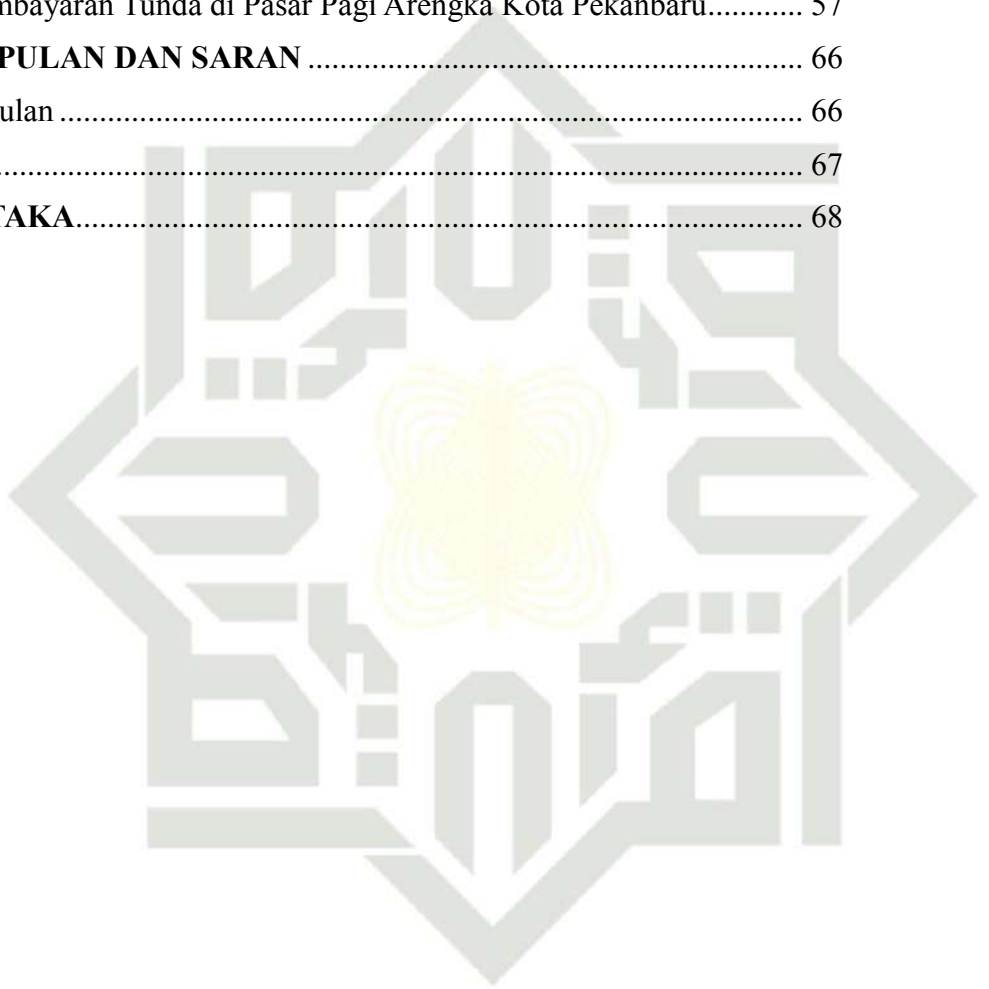 mbayaran Tunda di Pasar Pagi Arengka Kota Pekanbaru............ 57
PULAN DAN SARAN ................................................................ 66
ulan ................................................................................................ 66
........................................................................................................ 67
TAKA.............................................................................................. 68